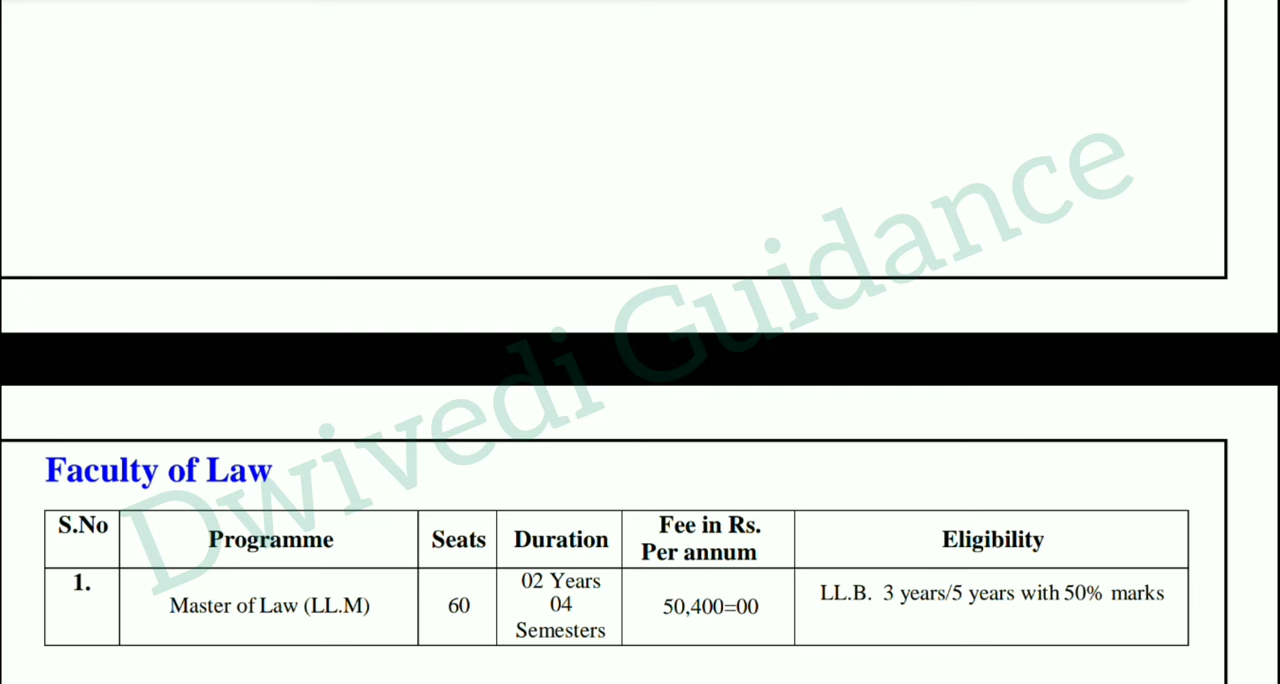 Dwivedi Guidance
Faculty of Law
S.No Programme Seats Duration Fee in Rs. Per annum Eligibility
1. Master of Law (LL.M) 60 02 Years 04 Semesters 50,400=00 LL.B. 3 years/5 years with 50% marks